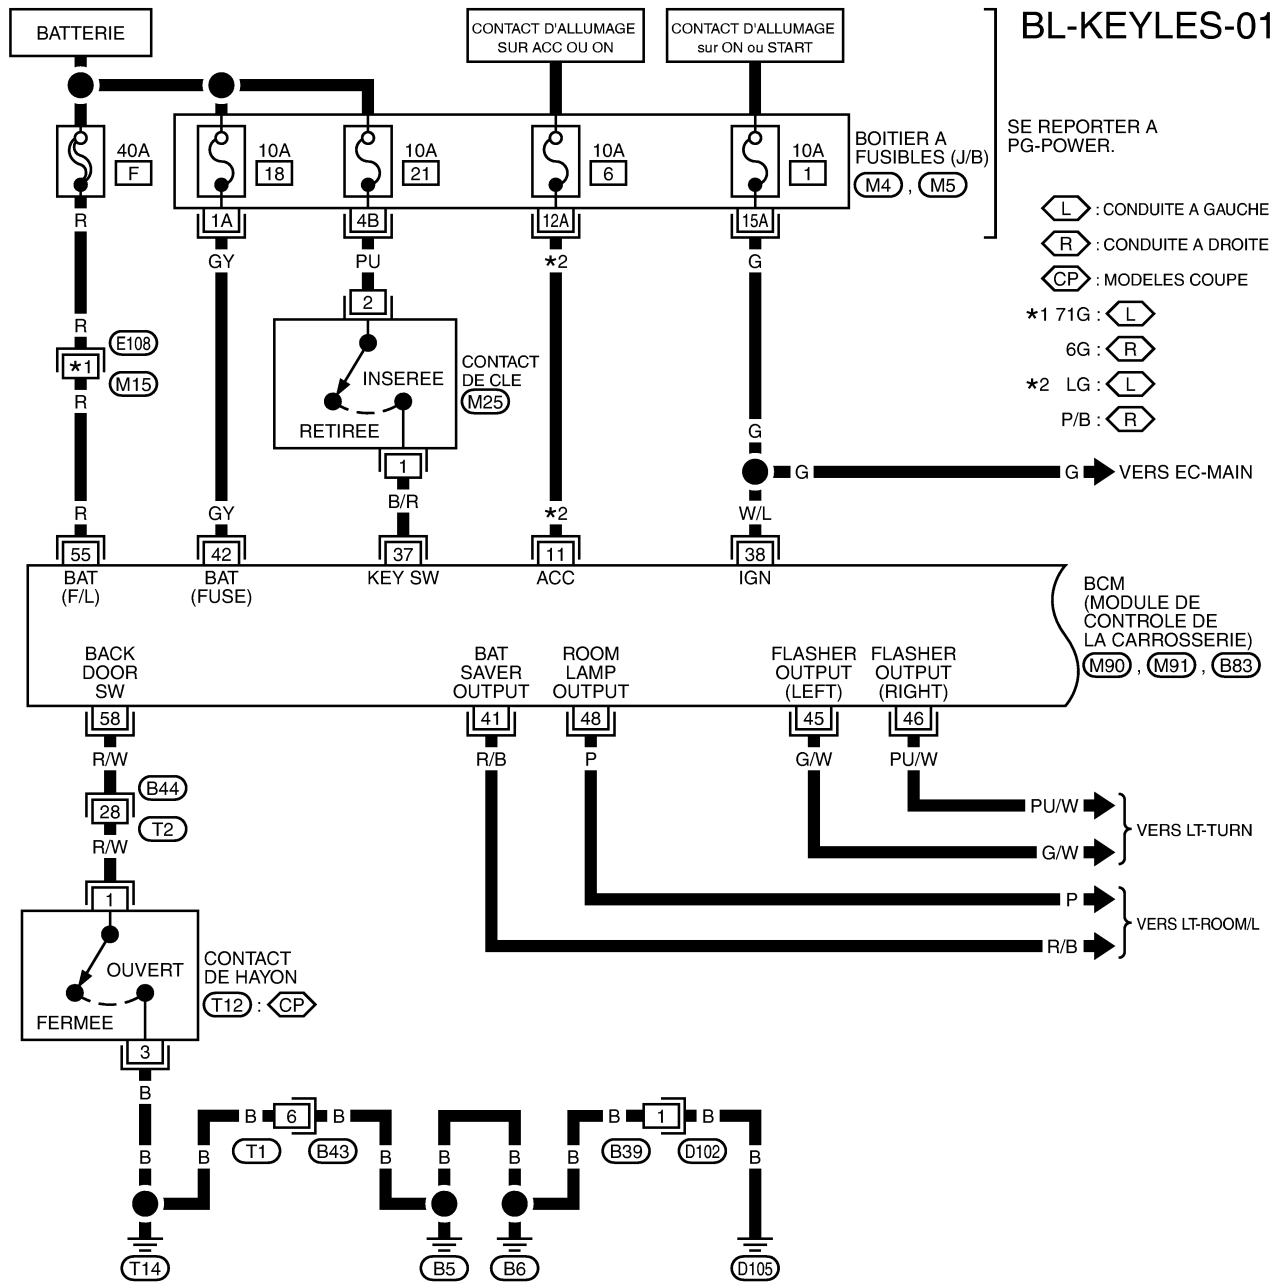 BL-KEYLES-01
BATTERIE
CONTACT D'ALLUMAGE
SUR ACC OU ON
CONTACT D'ALLUMAGE
sur ON ou START
SE REPORTER A
PG-POWER.
40A
F
10A
18
10A
21
10A
6
10A
1
BOITIER A
FUSIBLES (J/B)
M4 , M5
1A
4B
12A
15A
L : CONDUITE A GAUCHE
R : CONDUITE A DROITE
CP : MODELES COUPE
*1 71G : L
6G : R
*2 LG : L
P/B : R
R
GY
PU
*2
G
2
R
E108
*1
M15
R
INSEREE
RETIREE
CONTACT
DE CLE
M25
1
G
G
G
VERS EC-MAIN
R
GY
B/R
*2
W/L
55
42
37
11
38
BAT
(F/L)
BAT
(FUSE)
KEY SW
ACC
IGN
BCM
(MODULE DE
CONTROLE DE
LA CARROSSERIE)
M90 , M91 , B83
BACK
DOOR
SW
BAT
SAVER
OUTPUT
ROOM
LAMP
OUTPUT
FLASHER
OUTPUT
(LEFT)
FLASHER
OUTPUT
(RIGHT)
58
41
48
45
46
R/W
R/B
P
G/W
PU/W
B44
28
T2
R/W
PU/W
G/W
VERS LT-TURN
P
R/B
VERS LT-ROOM/L
1
OUVERT
FERMEE
CONTACT
DE HAYON
T12 : CP
3
B
B
6
B
B
1
B
T1
B43
B39
D102
B
B
B
B
B
B
B
T14
B5
B6
D105